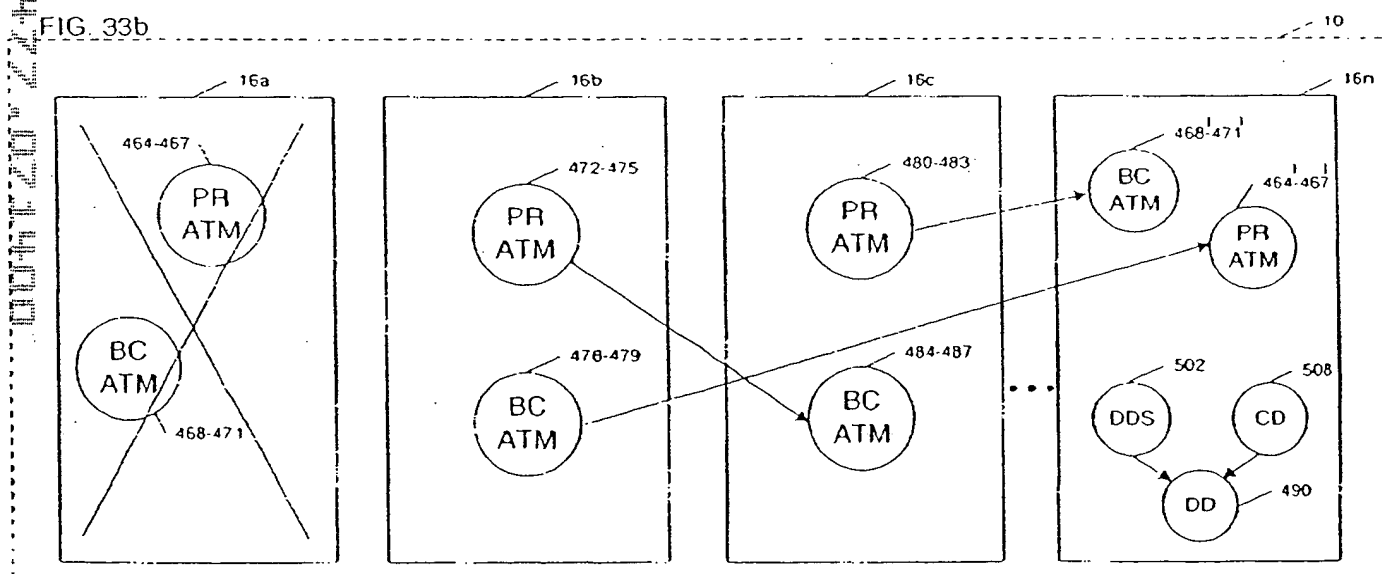 FIG. 33b
10
16a
16b
16c
16n
464-467
PR
ATM
BC
ATM
468-471
472-475
PR
ATM
478-479
BC
ATM
480-483
PR
ATM
484-487
BC
ATM
468'-471'
BC
ATM
464'-467'
PR
ATM
502
DDS
508
CD
DD
490